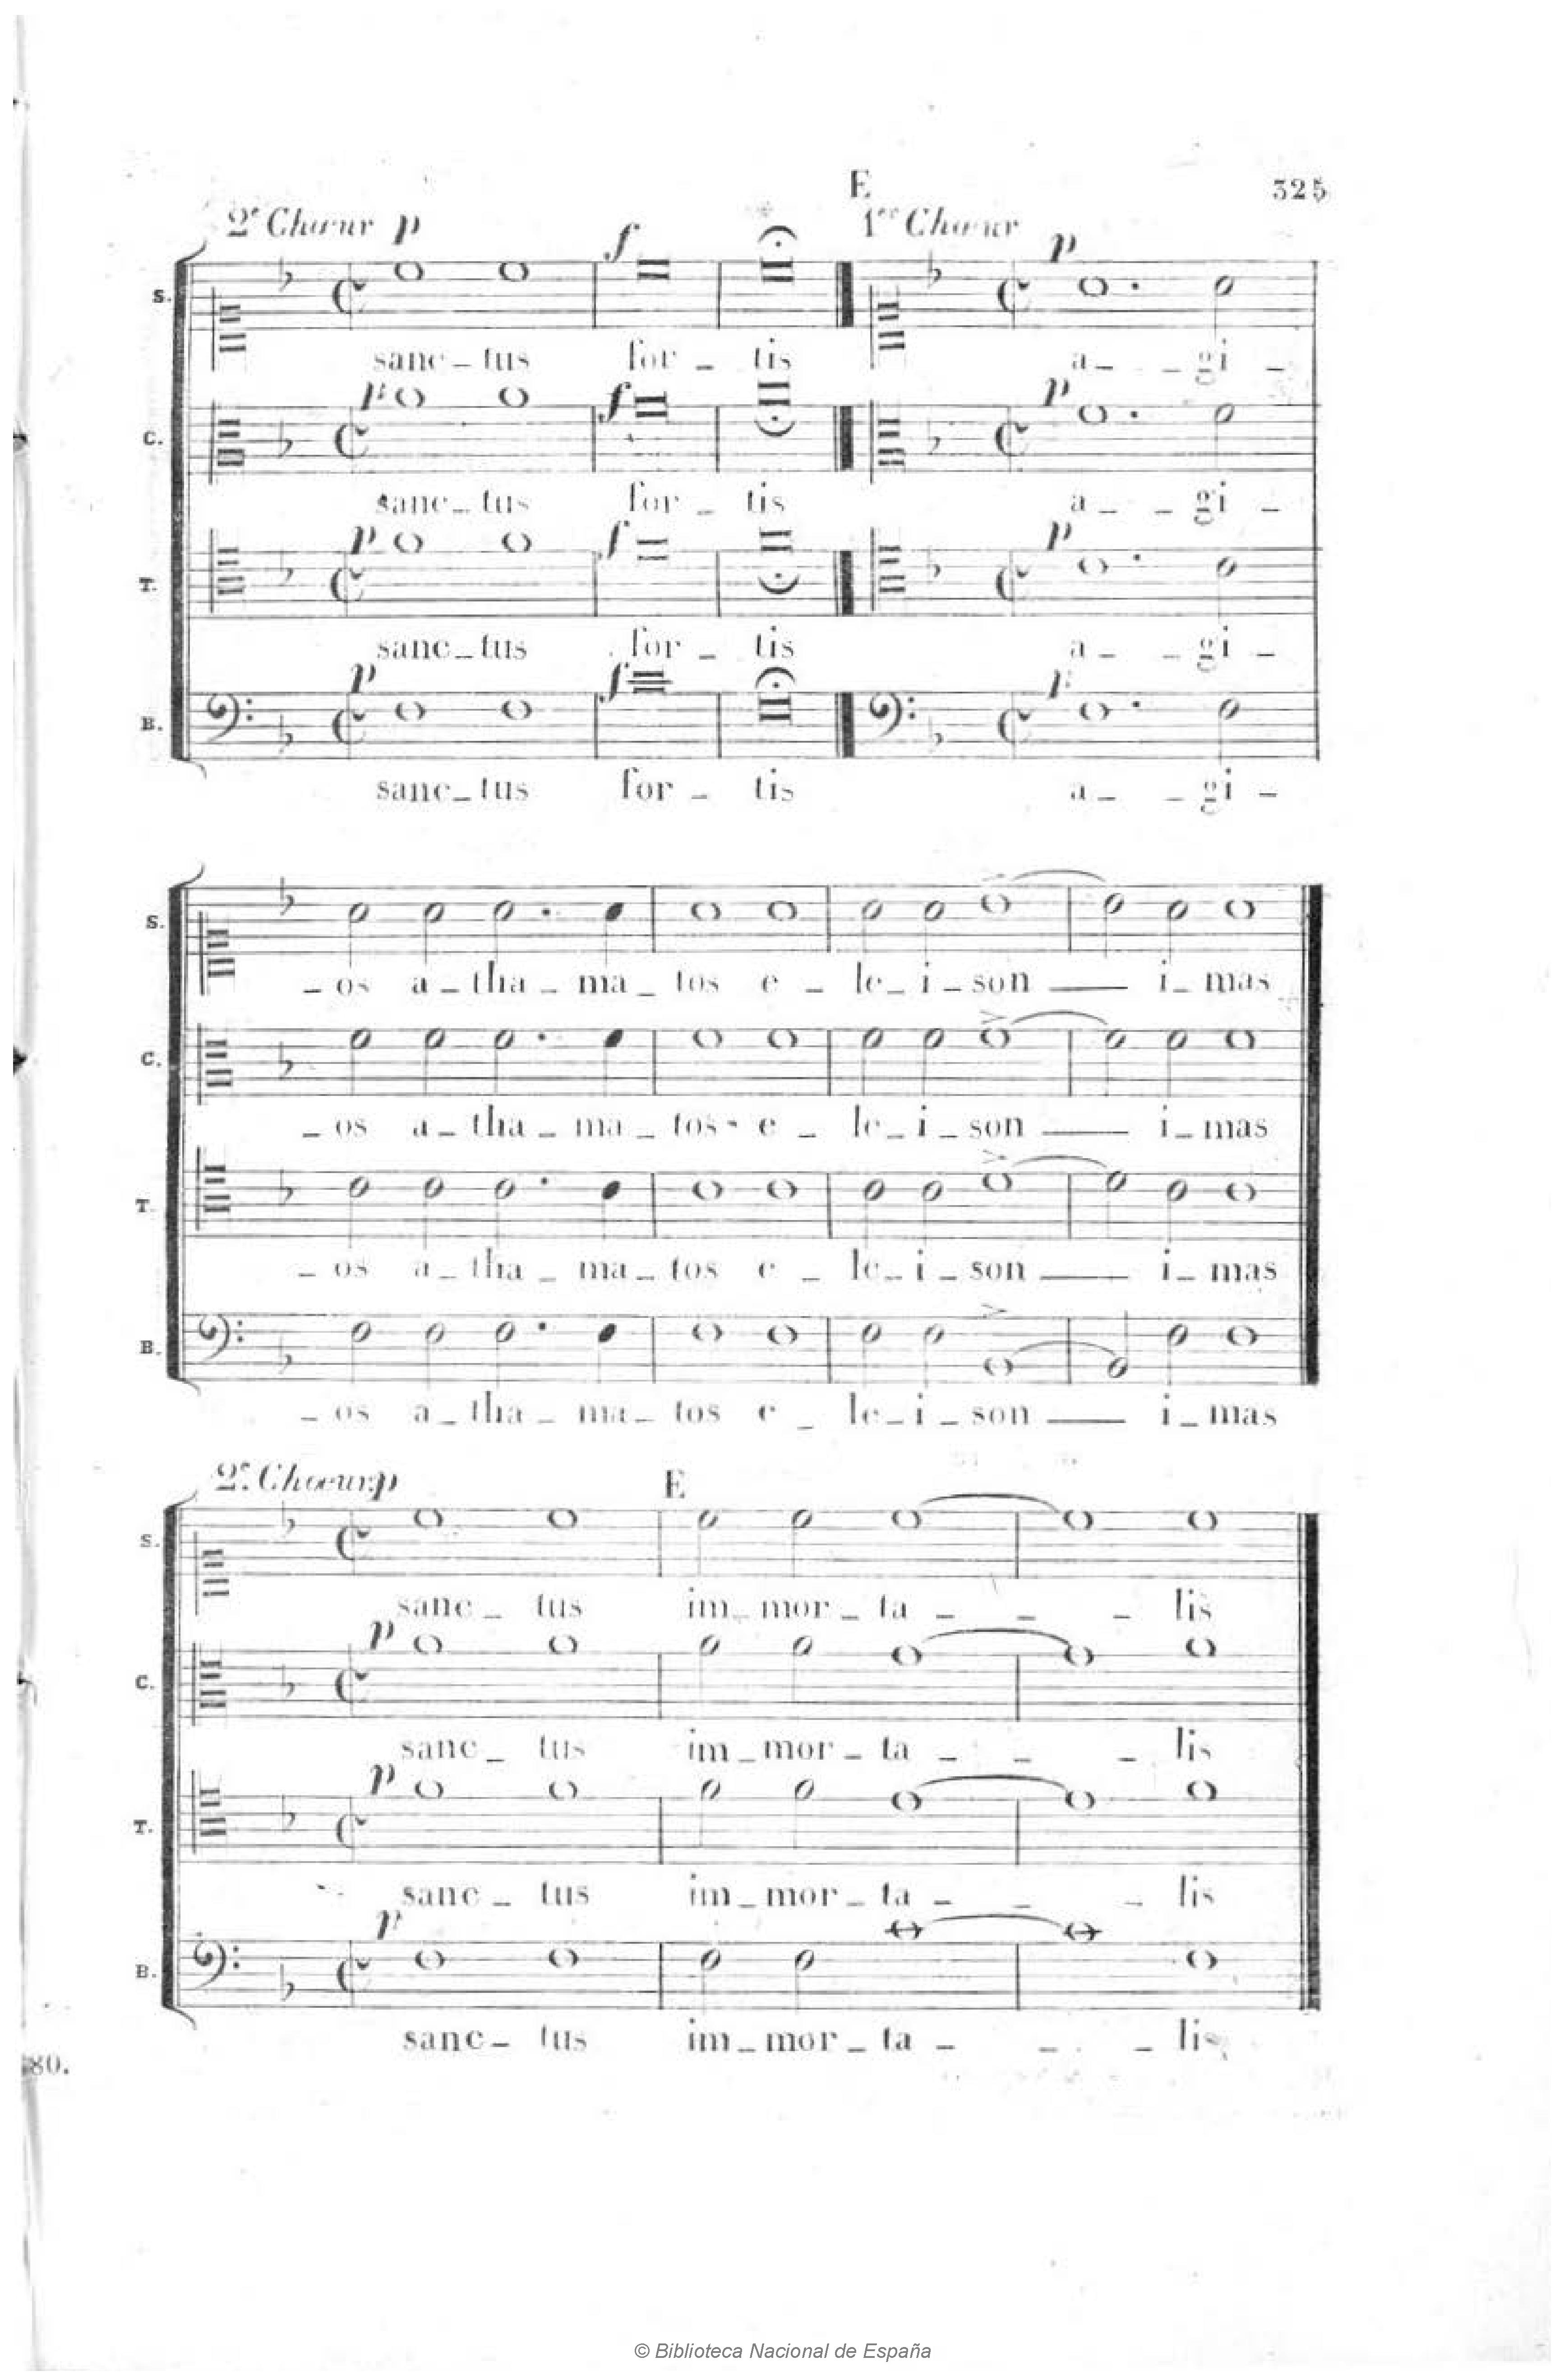 E
325
2e Chœur p f 1er Chœur p
S.
sanc _ tus for _ tis a _ _ gi _
p f p
C.
sanc _ tus for _ tis a _ _ gi _
p f p
T.
sanc _ tus for _ tis a _ _ gi _
p f p
B.
sanc _ tus for _ tis a _ _ gi _
S.
_ os a _ tha _ ma _ tos e _ le _ i _ son i _ mas
C.
_ os a _ tha _ ma _ tos e _ le _ i _ son i _ mas
T.
_ os a _ tha _ ma _ tos e _ le _ i _ son i _ mas
B.
_ os a _ tha _ ma _ tos e _ le _ i _ son i _ mas
2e. Chœur. p E
S.
sanc _ tus im _ mor _ ta _ _ _ lis
p
C.
sanc _ tus im _ mor _ ta _ _ _ lis
p
T.
sanc _ tus im _ mor _ ta _ _ _ lis
p
B.
sanc _ tus im _ mor _ ta _ _ _ lis
80.
© Biblioteca Nacional de España